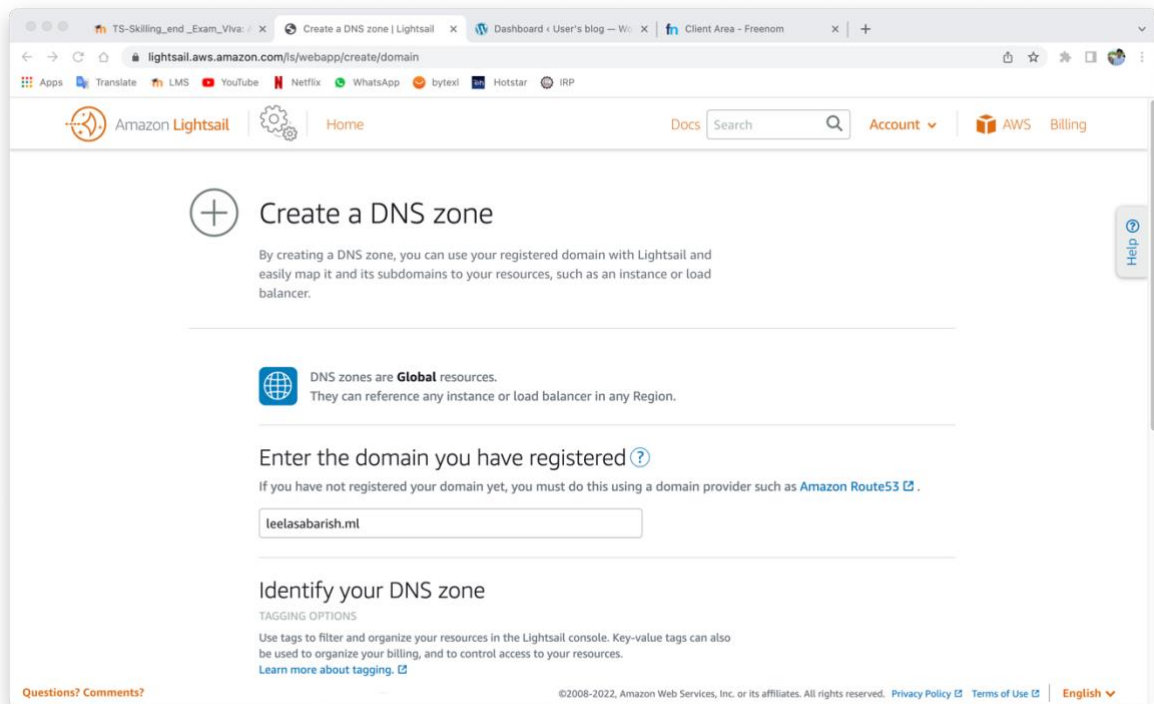 TS-Skilling_end _Exam_Viva: /
Create a DNS zone | Lightsail
Dashboard ‹ User's blog — Wo
Client Area - Freenom
lightsail.aws.amazon.com/ls/webapp/create/domain
Apps Translate LMS YouTube Netflix WhatsApp bytexl Hotstar IRP
Amazon Lightsail Home Docs Search Account AWS Billing
Create a DNS zone
By creating a DNS zone, you can use your registered domain with Lightsail and
easily map it and its subdomains to your resources, such as an instance or load
balancer.
Help
DNS zones are Global resources.
They can reference any instance or load balancer in any Region.
Enter the domain you have registered ?
If you have not registered your domain yet, you must do this using a domain provider such as Amazon Route53 .
leelasabarish.ml
Identify your DNS zone
TAGGING OPTIONS
Use tags to filter and organize your resources in the Lightsail console. Key-value tags can also
be used to organize your billing, and to control access to your resources.
Learn more about tagging.
Questions? Comments? ©2008-2022, Amazon Web Services, Inc. or its affiliates. All rights reserved. Privacy Policy Terms of Use English